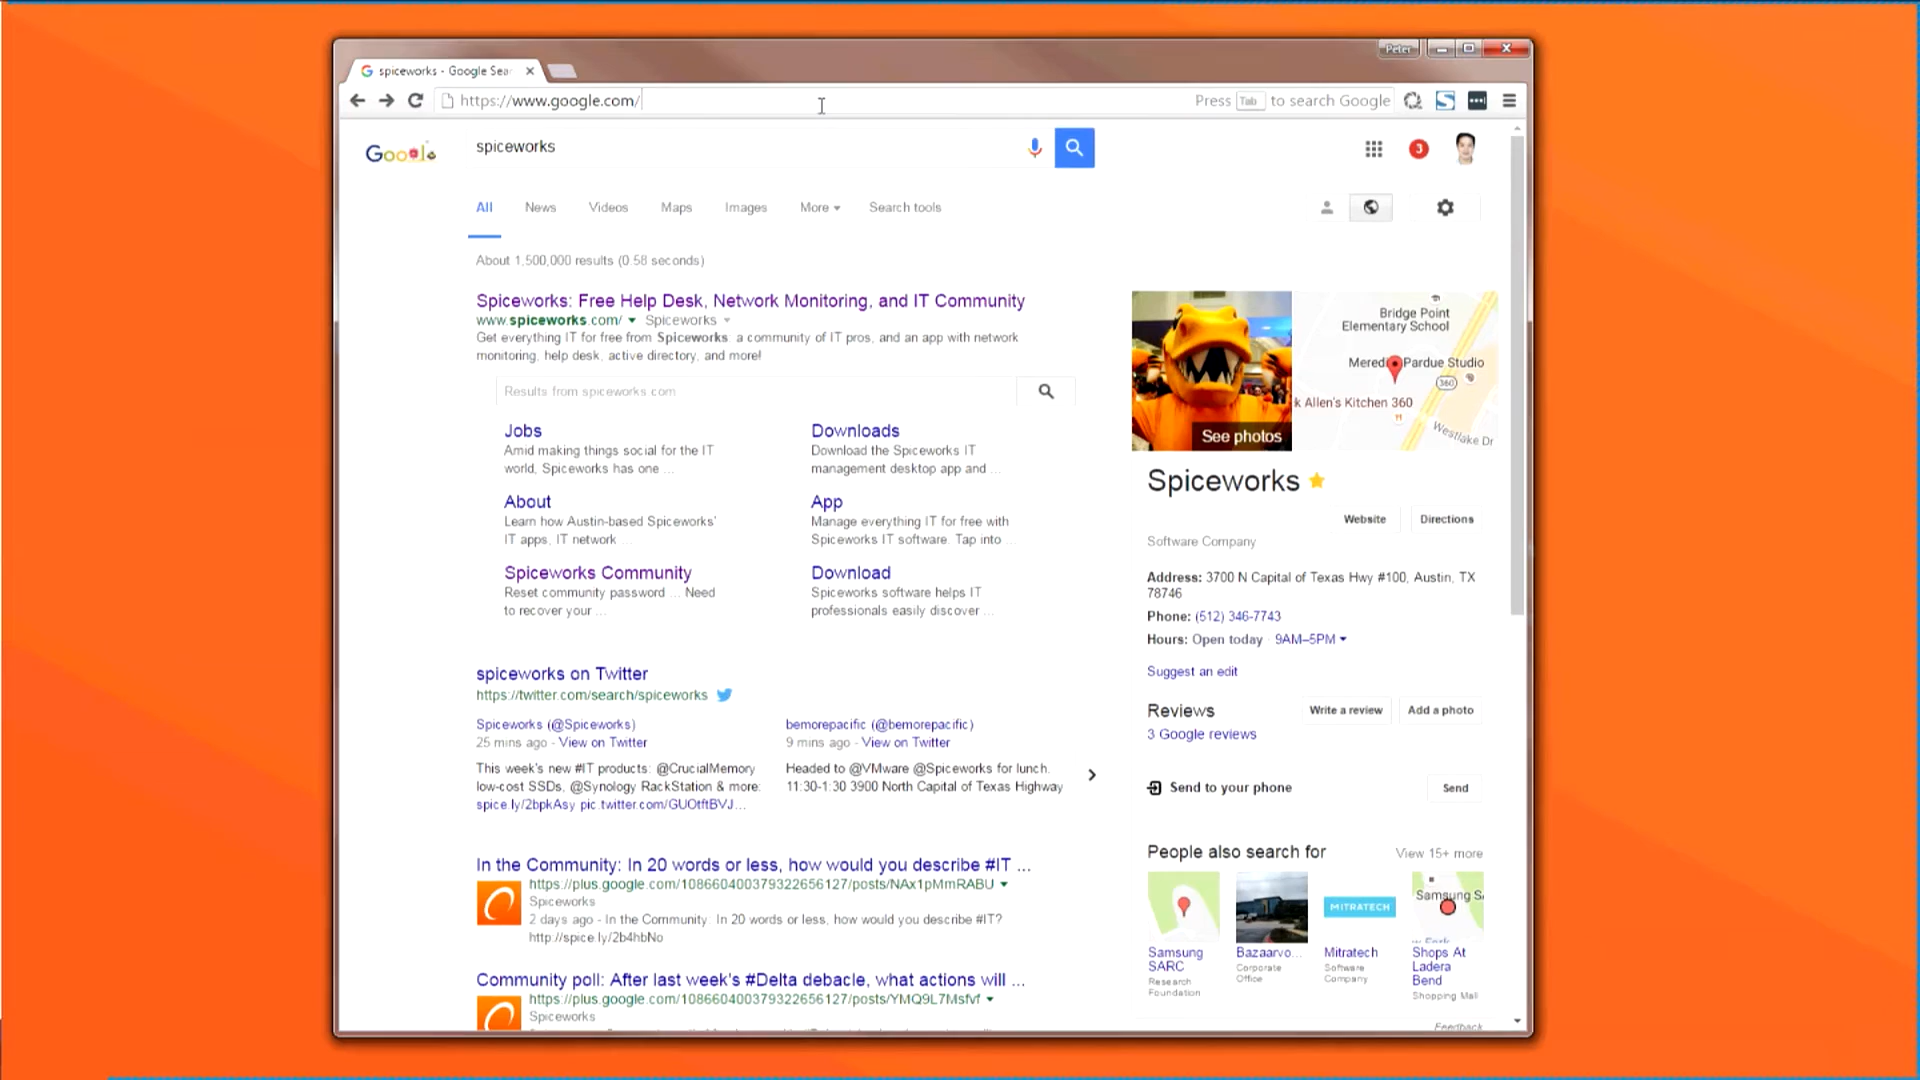 Peter
spiceworks - Google Sear
https://www.google.com/
Press Tab to search Google
Google
spiceworks
3
All News Videos Maps Images More Search tools
About 1,500,000 results (0.58 seconds)
Spiceworks: Free Help Desk, Network Monitoring, and IT Community
www.spiceworks.com/ Spiceworks
Get everything IT for free from Spiceworks. a community of IT pros, and an app with network
monitoring, help desk, active directory, and more!
Results from spiceworks.com
Jobs
Amid making things social for the IT
world, Spiceworks has one ...
Downloads
Download the Spiceworks IT
management desktop app and ...
About
Learn how Austin-based Spiceworks'
IT apps, IT network ...
App
Manage everything IT for free with
Spiceworks IT software. Tap into ...
Spiceworks Community
Reset community password ... Need
to recover your ...
Download
Spiceworks software helps IT
professionals easily discover ...
spiceworks on Twitter
https://twitter.com/search/spiceworks
Spiceworks (@Spiceworks)
25 mins ago - View on Twitter
This week's new #IT products: @CrucialMemory
low-cost SSDs, @Synology RackStation & more:
spice.ly/2bpkAsy pic.twitter.com/GUOtftBVJ...
bemorepacific (@bemorepacific)
9 mins ago - View on Twitter
Headed to @VMware @Spiceworks for lunch.
11:30-1:30 3900 North Capital of Texas Highway
In the Community: In 20 words or less, how would you describe #IT ...
https://plus.google.com/108660400379322656127/posts/NAx1pMmRABU
Spiceworks
2 days ago - In the Community: In 20 words or less, how would you describe #IT?
http://spice.ly/2b4hbNo
Community poll: After last week's #Delta debacle, what actions will ...
https://plus.google.com/108660400379322656127/posts/YMQ9L7Msfvf
Spiceworks
See photos
Bridge Point
Elementary School
Pardue Studio
360
k Allen's Kitchen 360
Westlake Dr
Spiceworks
Website Directions
Software Company
Address: 3700 N Capital of Texas Hwy #100, Austin, TX
78746
Phone: (512) 346-7743
Hours: Open today · 9AM–5PM
Suggest an edit
Reviews
Write a review Add a photo
3 Google reviews
Send to your phone
Send
People also search for
View 15+ more
MITRATECH
Samsung S
Samsung
SARC
Research
Foundation
Bazaarvo...
Corporate
Office
Mitratech
Software
Company
Shops At
Ladera
Bend
Shopping Mall
Feedback